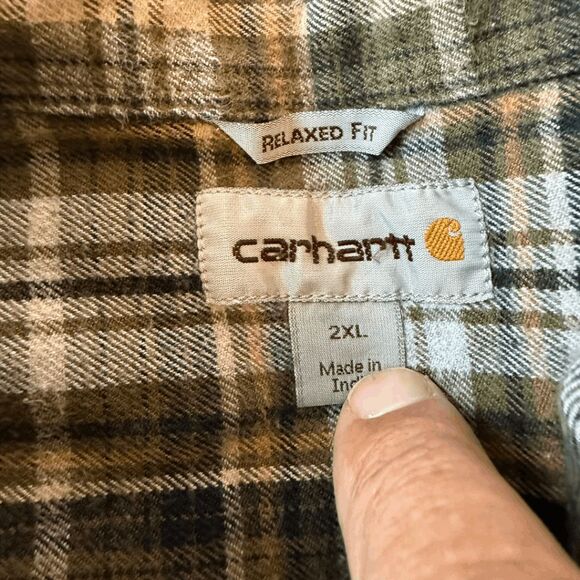 RELAXED FIT
carhartt
2XL
Made in